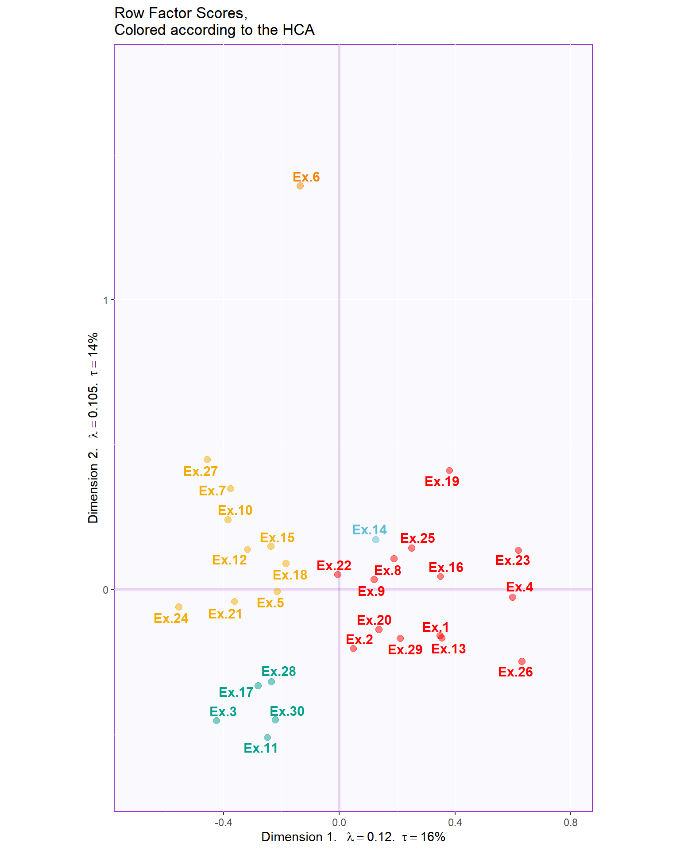 Row Factor Scores,
Colored according to the HCA
Ex.6
1
Dimension 2.   λ = 0.105.  τ = 14%
Ex.27
Ex.19
Ex.7
Ex.10
Ex.15
Ex.14
Ex.25
Ex.12
Ex.22
Ex.23
Ex.18
Ex.8
Ex.16
0
Ex.9
Ex.4
Ex.5
Ex.24
Ex.21
Ex.20
Ex.1
Ex.2
Ex.29
Ex.13
Ex.28
Ex.26
Ex.17
Ex.3
Ex.30
Ex.11
-0.4 0.0 0.4 0.8
Dimension 1.   λ = 0.12.  τ = 16%